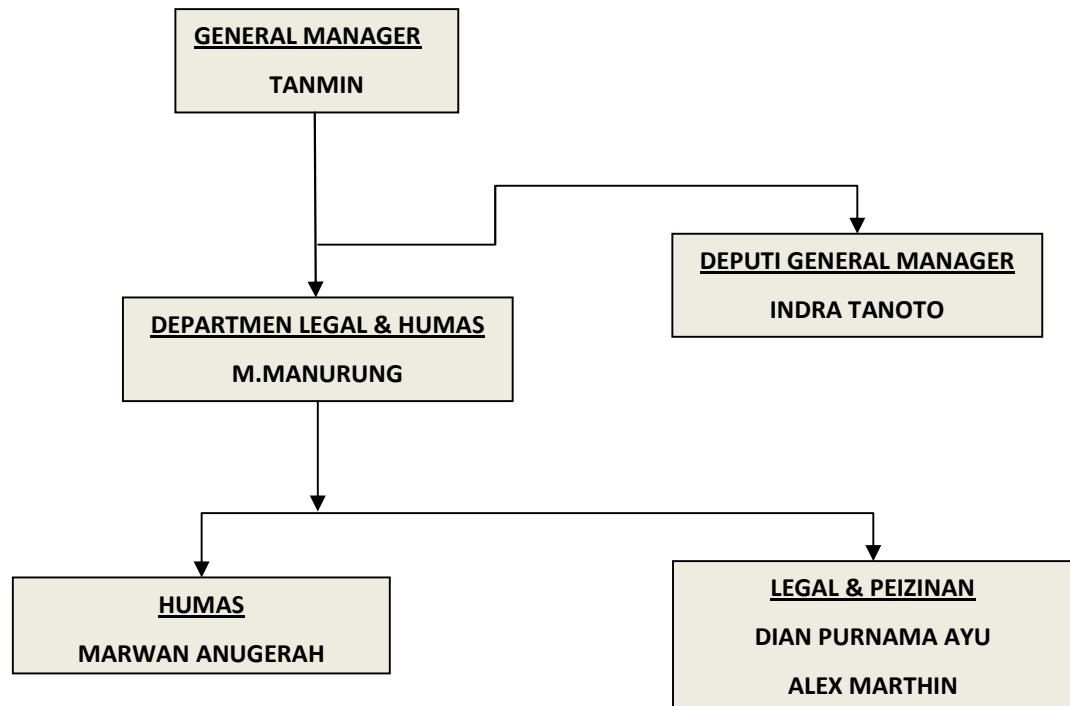 GENERAL MANAGER
TANMIN
DEPUTI GENERAL MANAGER
INDRA TANOTO
DEPARTMEN LEGAL & HUMAS
M.MANURUNG
HUMAS
MARWAN ANUGERAH
LEGAL & PEIZINAN
DIAN PURNAMA AYU
ALEX MARTHIN